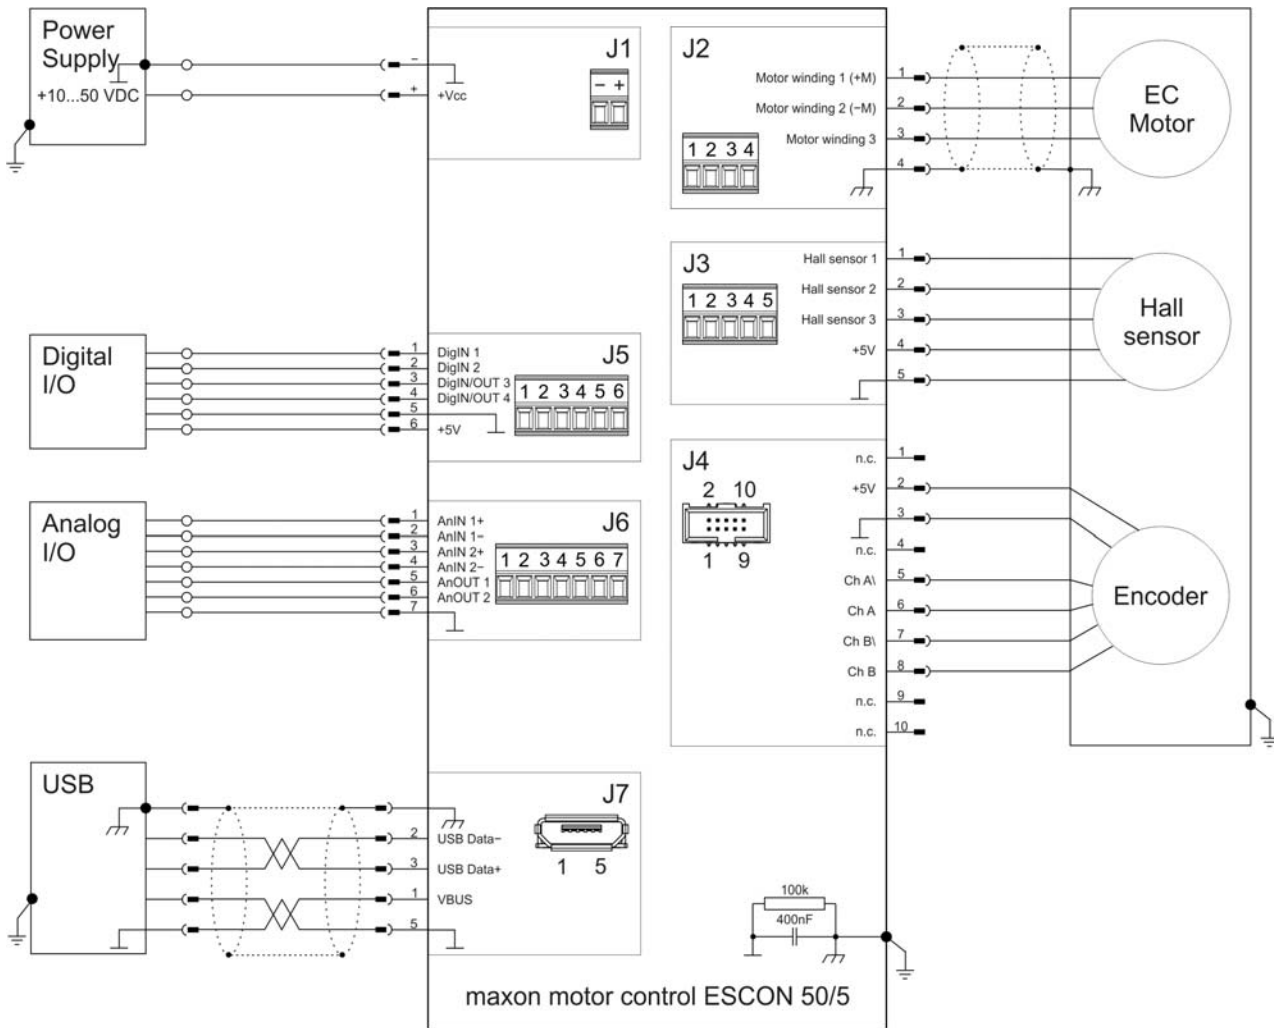 Power
Supply
+10...50 VDC
−
+
+Vcc
J1
− +
J2
Motor winding 1 (+M)
1
Motor winding 2 (−M)
2
Motor winding 3
3
4
1 2 3 4
EC
Motor
J3
Hall sensor 1
1
Hall sensor 2
2
Hall sensor 3
3
+5V
4
5
1 2 3 4 5
Hall
sensor
Digital
I/O
1
DigIN 1
2
DigIN 2
3
DigIN/OUT 3
4
DigIN/OUT 4
5
6
+5V
J5
1 2 3 4 5 6
J4
2 10
1 9
n.c.
1
+5V
2
3
n.c.
4
Ch A\
5
Ch A
6
Ch B\
7
Ch B
8
n.c.
9
n.c.
10
Encoder
Analog
I/O
1
AnIN 1+
2
AnIN 1−
3
AnIN 2+
4
AnIN 2−
5
AnOUT 1
6
AnOUT 2
7
J6
1 2 3 4 5 6 7
USB
2
USB Data−
3
USB Data+
1
VBUS
5
J7
1 5
100k
400nF
maxon motor control ESCON 50/5